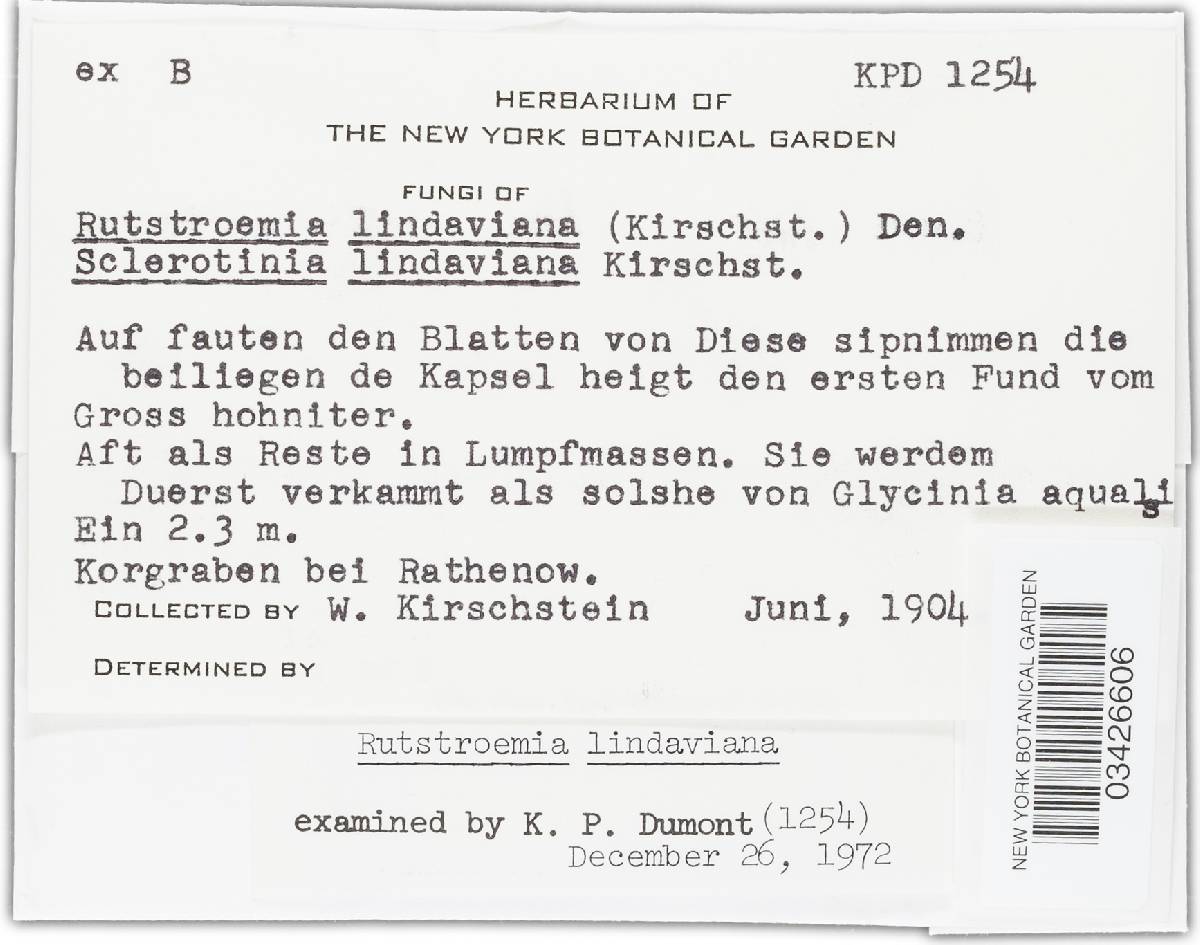 ex B
KPD 1254
HERBARIUM OF
THE NEW YORK BOTANICAL GARDEN
FUNGI OF
Rutstroemia lindaviana (Kirschst.) Den.
Sclerotinia lindaviana Kirschst.
Auf fauten den Blatten von Diese sipnimmen die
beiliegen de Kapsel heigt den ersten Fund vom
Gross hohniter.
Aft als Reste in Lumpfmassen. Sie werdem
Duerst verkammt als solshe von Glycinia aqualsi
Ein 2.3 m.
Korgraben bei Rathenow.
COLLECTED BY W. Kirschstein Juni, 1904
DETERMINED BY
Rutstroemia lindaviana
examined by K. P. Dumont (1254)
December 26, 1972
NEW YORK BOTANICAL GARDEN
03426606